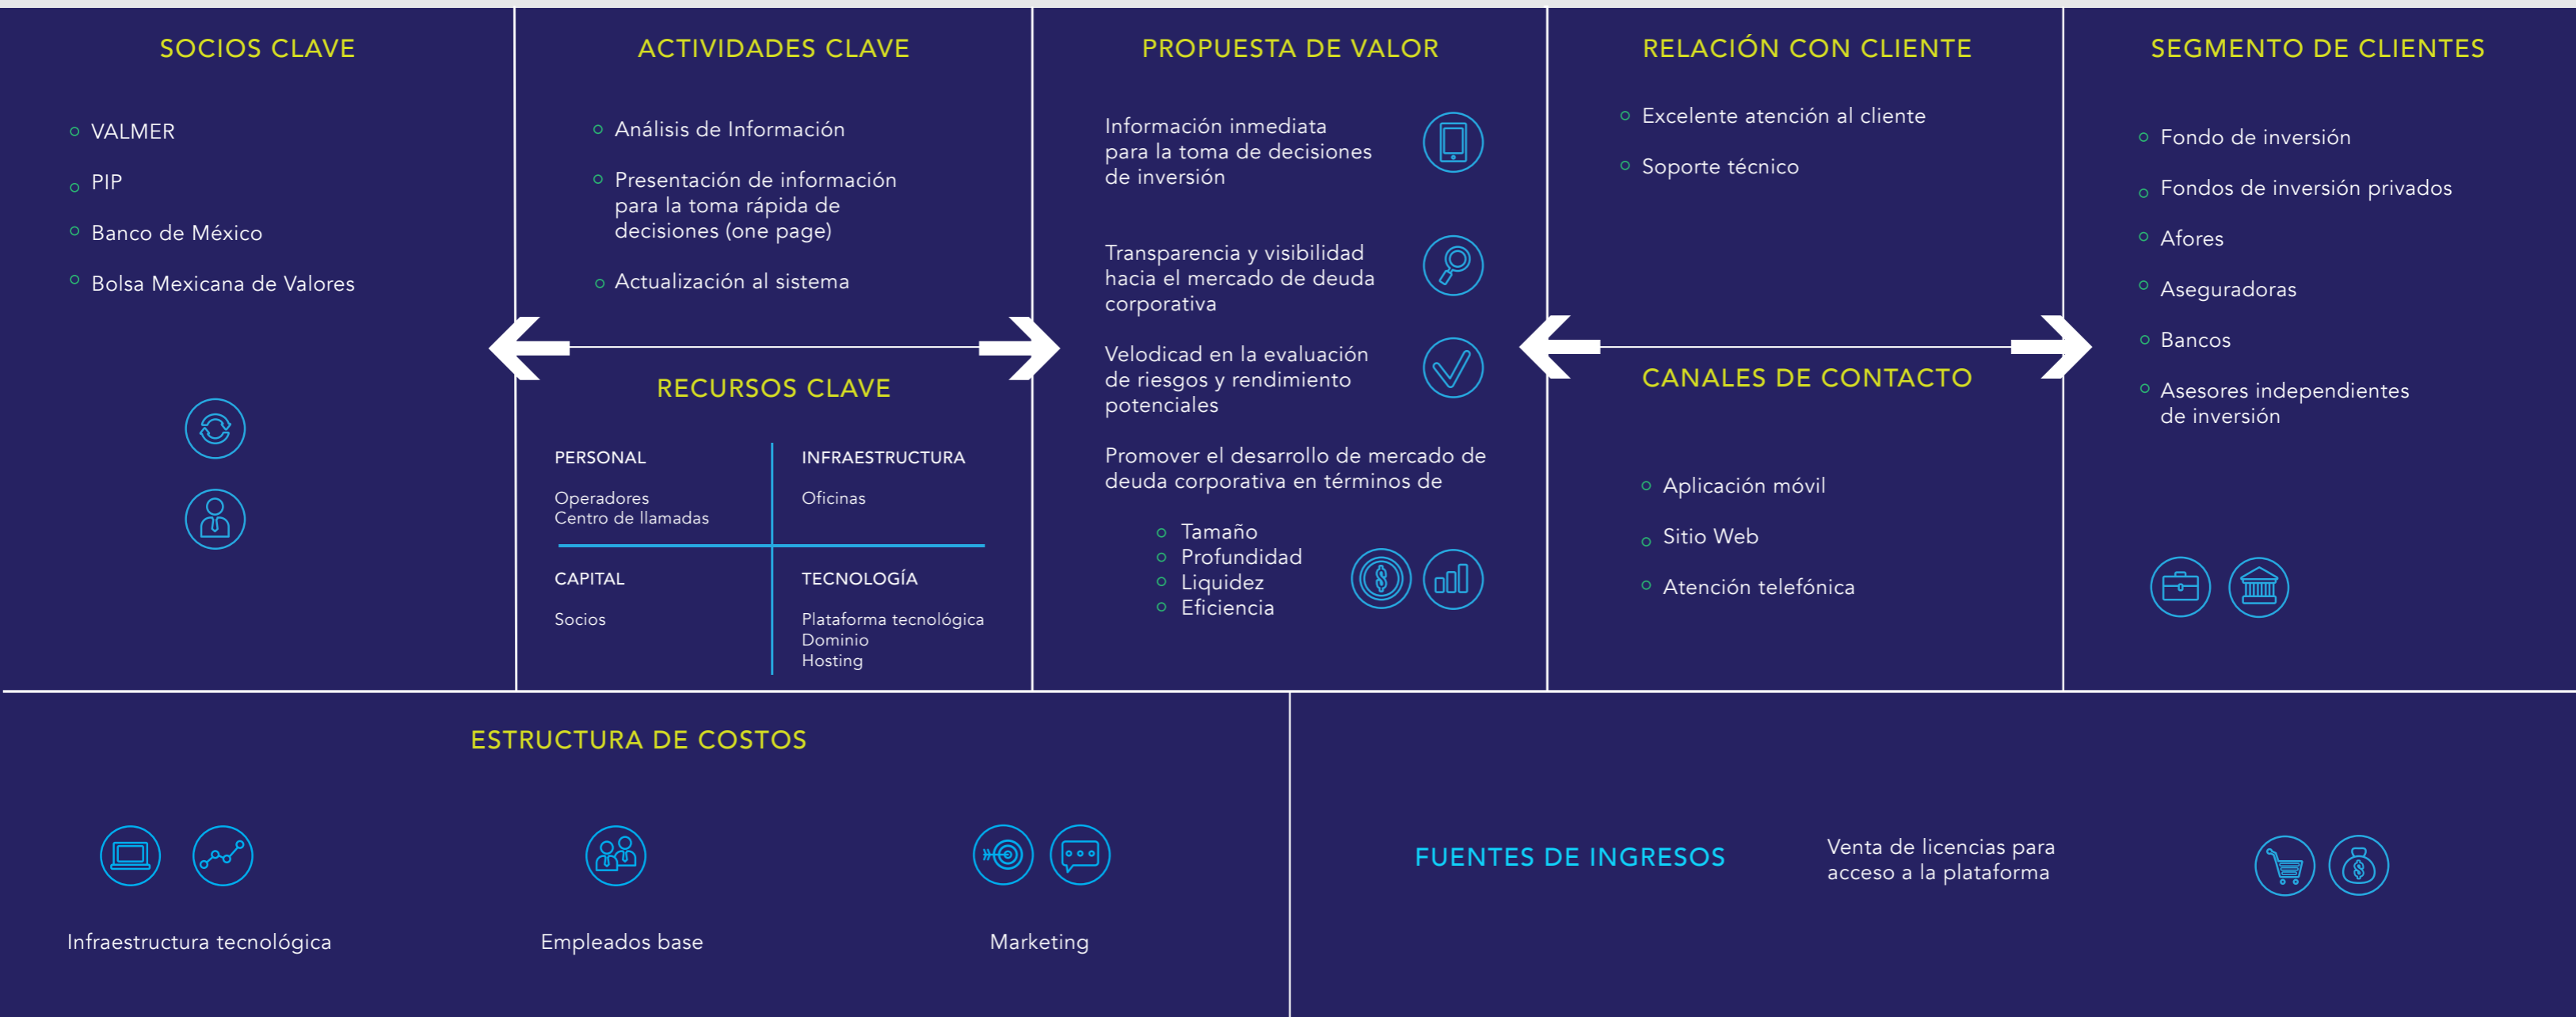 SOCIOS CLAVE
VALMER
PIP
Banco de México
Bolsa Mexicana de Valores
ACTIVIDADES CLAVE
Análisis de Información
Presentación de información
para la toma rápida de
decisiones (one page)
Actualización al sistema
RECURSOS CLAVE
PERSONAL
Operadores
Centro de llamadas
INFRAESTRUCTURA
Oficinas
CAPITAL
Socios
TECNOLOGÍA
Plataforma tecnológica
Dominio
Hosting
PROPUESTA DE VALOR
Información inmediata
para la toma de decisiones
de inversión
Transparencia y visibilidad
hacia el mercado de deuda
corporativa
Velodicad en la evaluación
de riesgos y rendimiento
potenciales
Promover el desarrollo de mercado de
deuda corporativa en términos de
Tamaño
Profundidad
Liquidez
Eficiencia
RELACIÓN CON CLIENTE
Excelente atención al cliente
Soporte técnico
CANALES DE CONTACTO
Aplicación móvil
Sitio Web
Atención telefónica
SEGMENTO DE CLIENTES
Fondo de inversión
Fondos de inversión privados
Afores
Aseguradoras
Bancos
Asesores independientes
de inversión
ESTRUCTURA DE COSTOS
Infraestructura tecnológica
Empleados base
Marketing
FUENTES DE INGRESOS
Venta de licencias para
acceso a la plataforma